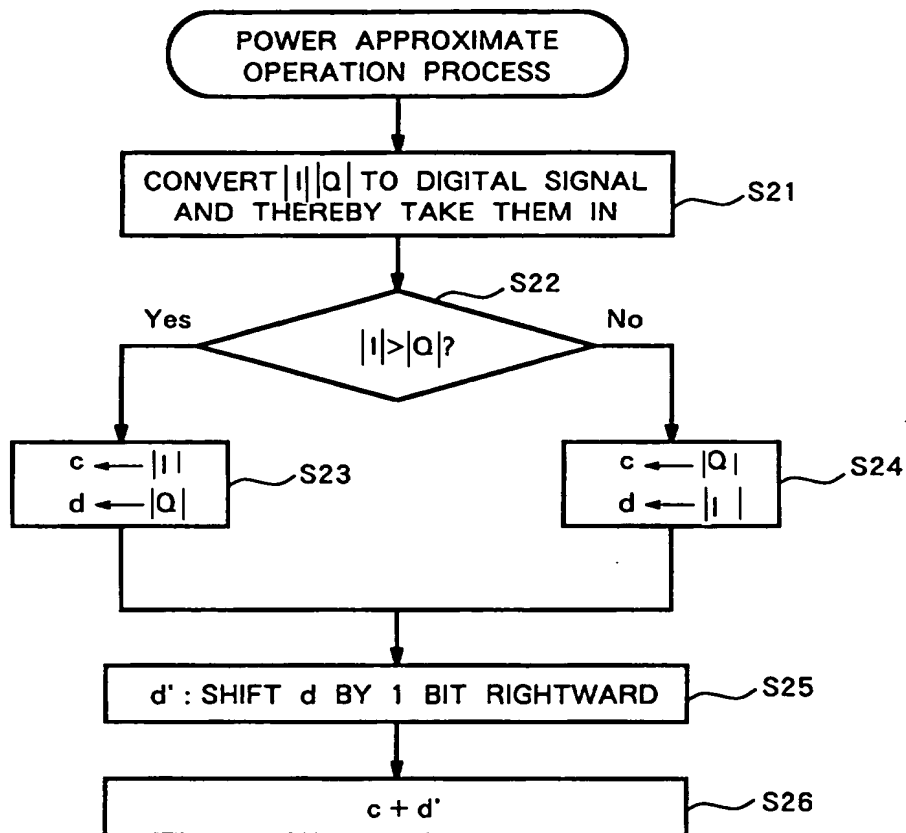 POWER APPROXIMATE
OPERATION PROCESS
CONVERT |I||Q| TO DIGITAL SIGNAL
AND THEREBY TAKE THEM IN
S21
S22
Yes
No
|I|>|Q|?
c ← |I|
d ← |Q|
S23
c ← |Q|
d ← |I|
S24
d' : SHIFT d BY 1 BIT RIGHTWARD
S25
c + d'
S26